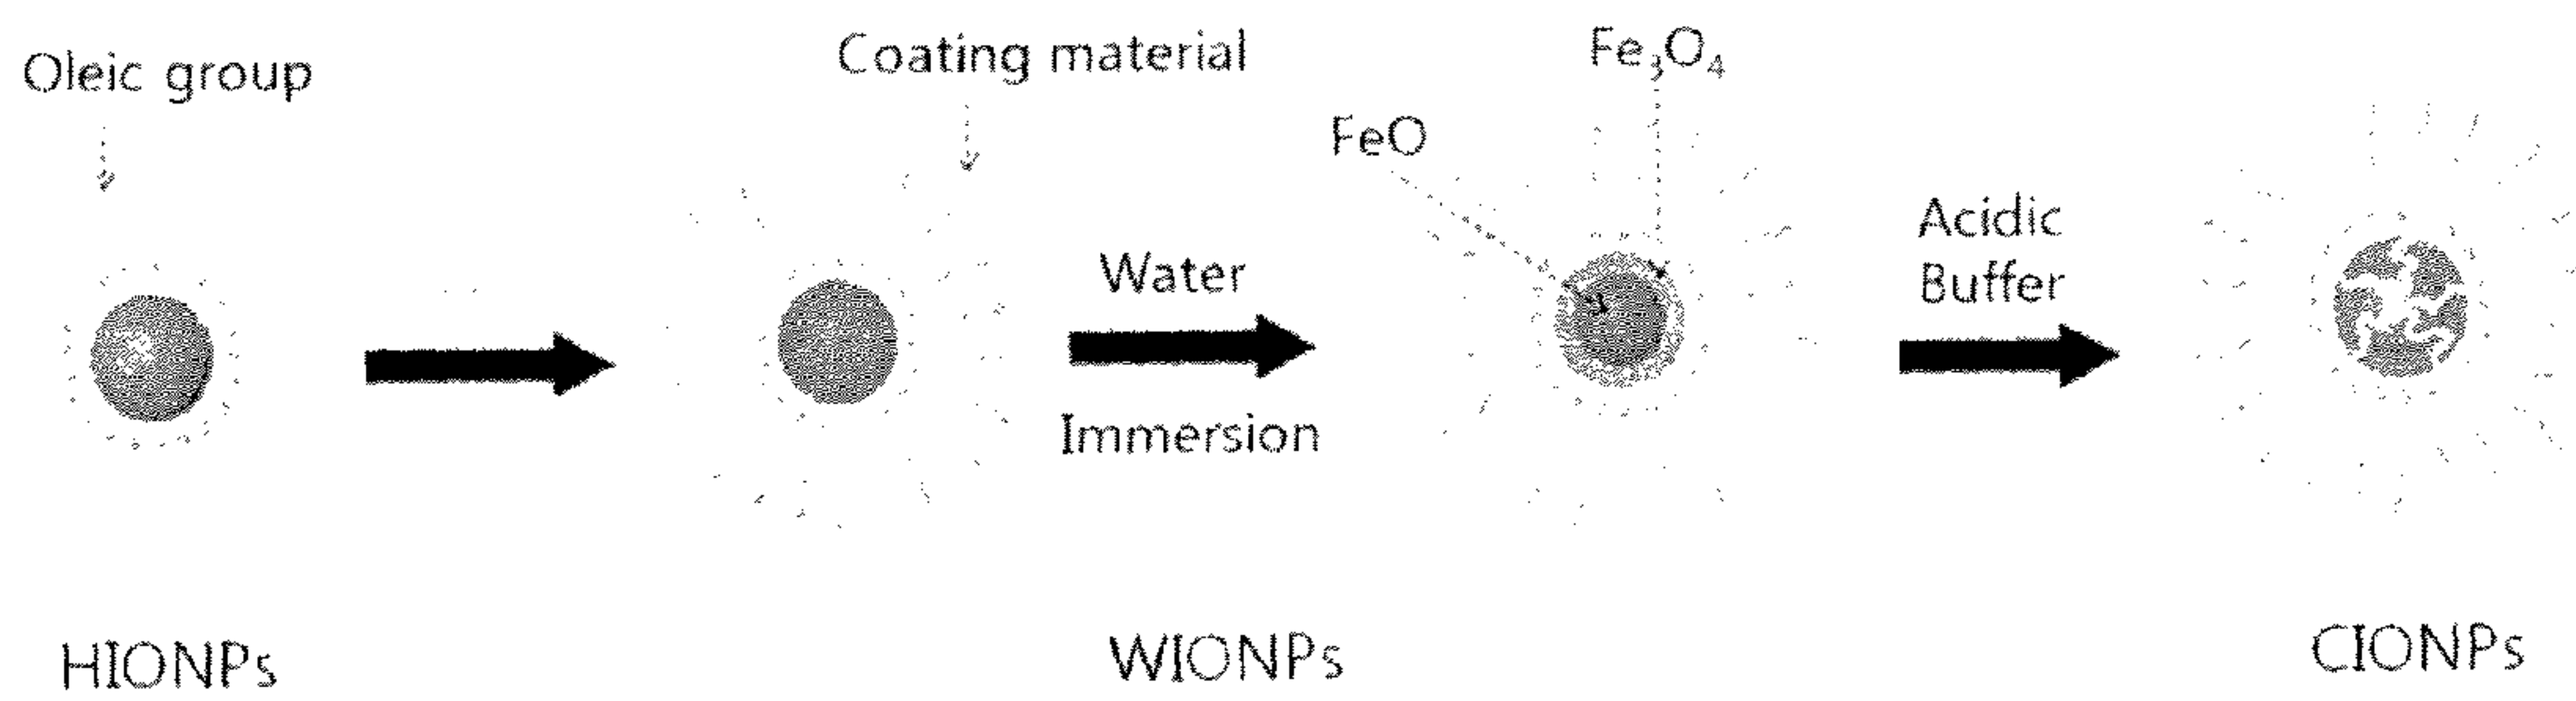 Oleic group
Coating material
Fe₃O₄
FeO
Water
Immersion
Acidic
Buffer
HIONPs
WIONPs
CIONPs